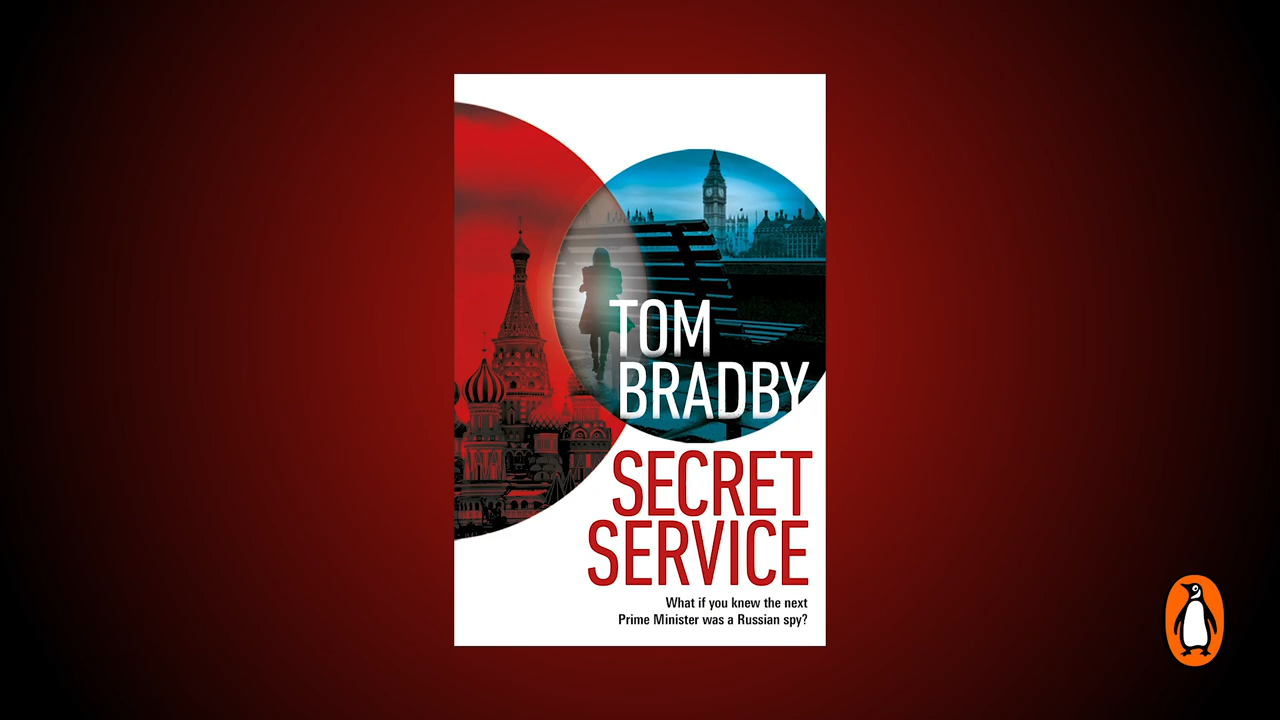 TOM
BRADBY
SECRET
SERVICE
What if you knew the next
Prime Minister was a Russian spy?